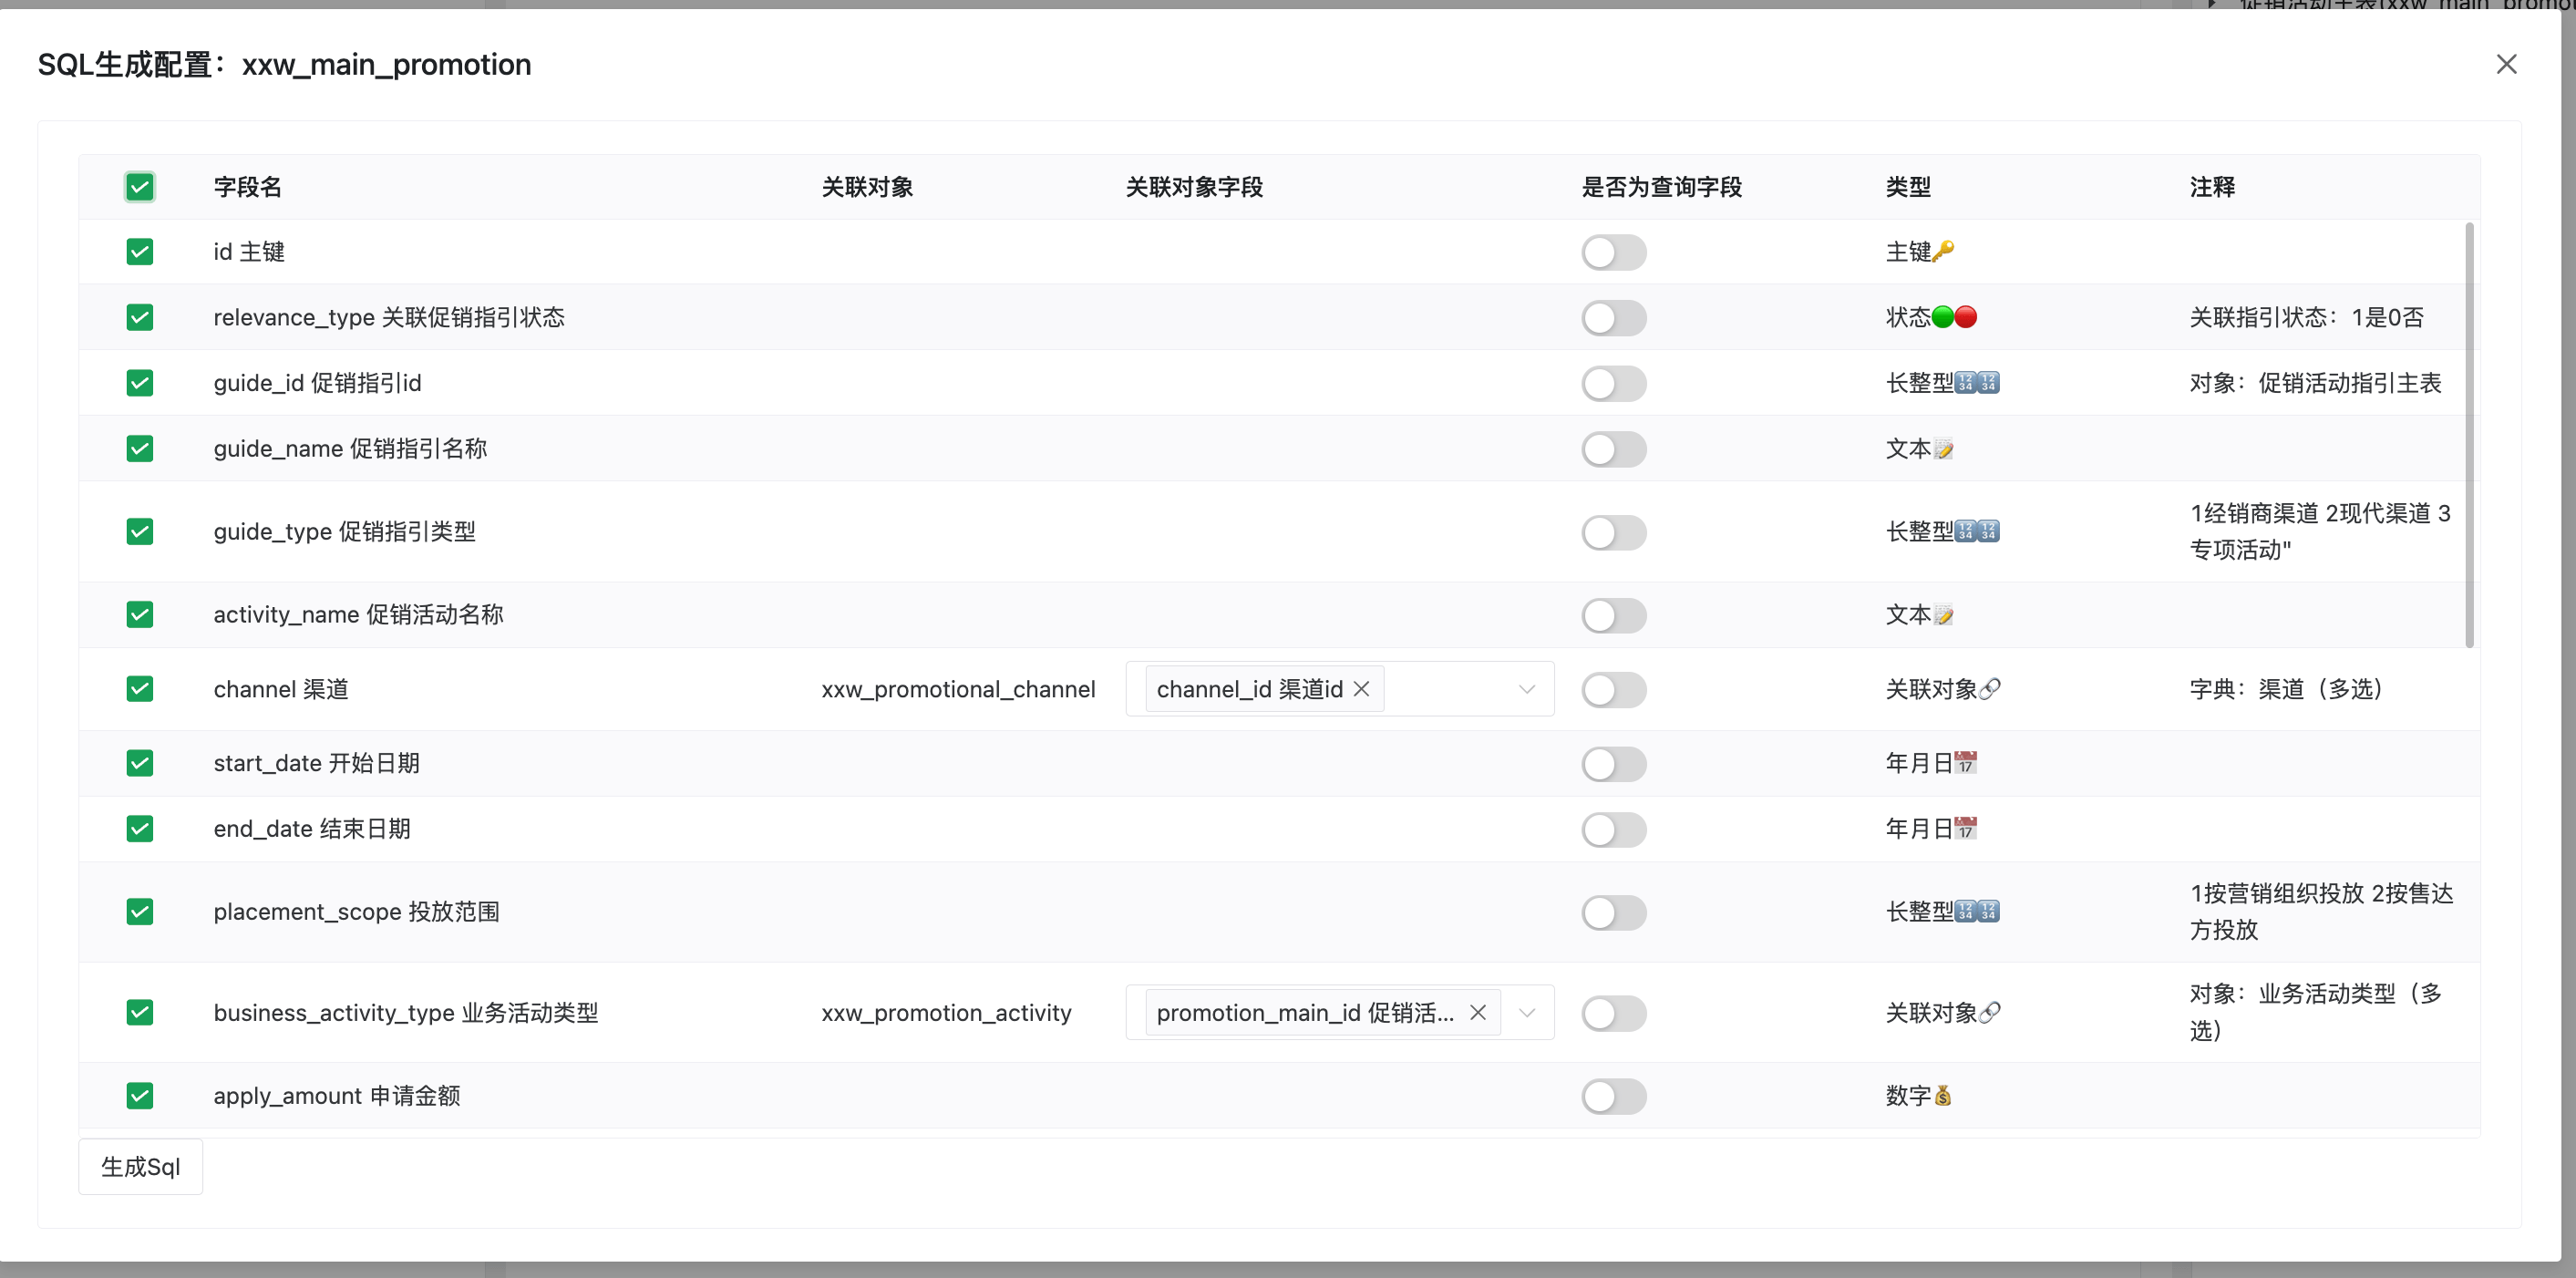 促销活动主表(xxw_main_promot
SQL生成配置：xxw_main_promotion
字段名 关联对象 关联对象字段 是否为查询字段 类型 注释
id 主键 主键
relevance_type 关联促销指引状态 状态 关联指引状态：1是0否
guide_id 促销指引id 长整型 对象：促销活动指引主表
guide_name 促销指引名称 文本
guide_type 促销指引类型 长整型 1经销商渠道 2现代渠道 3
专项活动"
activity_name 促销活动名称 文本
channel 渠道 xxw_promotional_channel channel_id 渠道id 关联对象 字典：渠道（多选）
start_date 开始日期 年月日
end_date 结束日期 年月日
placement_scope 投放范围 长整型 1按营销组织投放 2按售达
方投放
business_activity_type 业务活动类型 xxw_promotion_activity promotion_main_id 促销活... 关联对象 对象：业务活动类型（多
选）
apply_amount 申请金额 数字
生成Sql